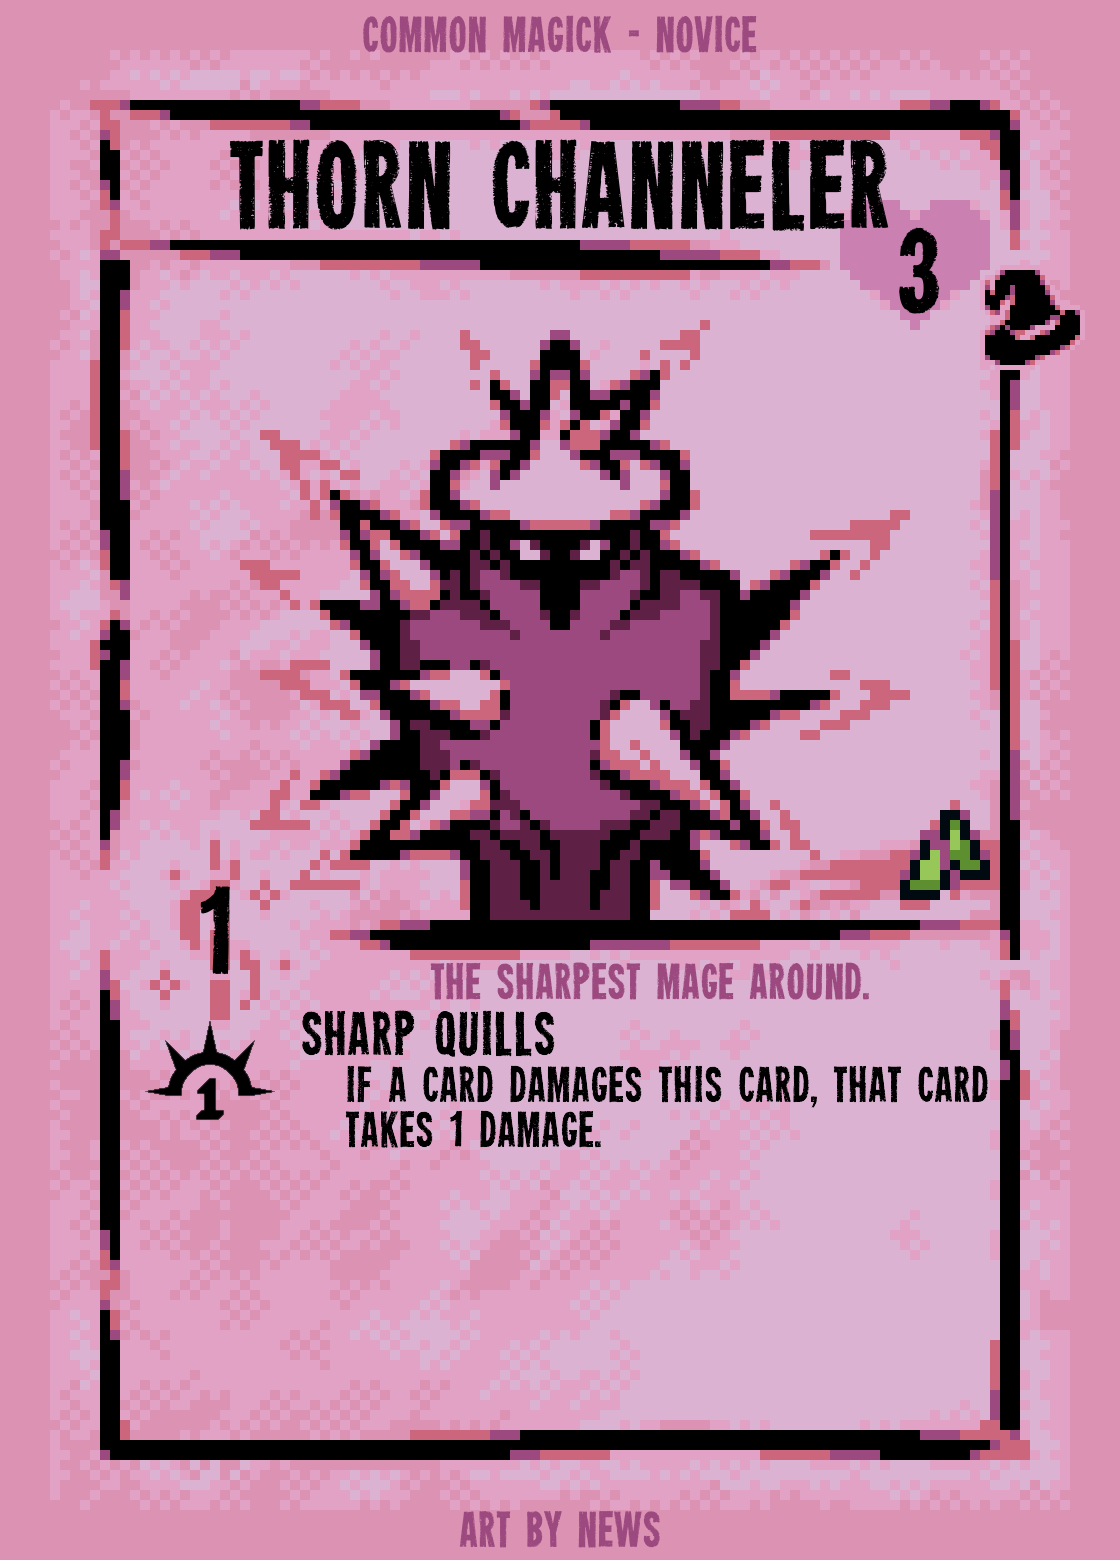 COMMON MAGICK - NOVICE
THORN CHANNELER
3
1
THE SHARPEST MAGE AROUND.
SHARP QUILLS
1
IF A CARD DAMAGES THIS CARD, THAT CARD
TAKES 1 DAMAGE.
ART BY NEWS